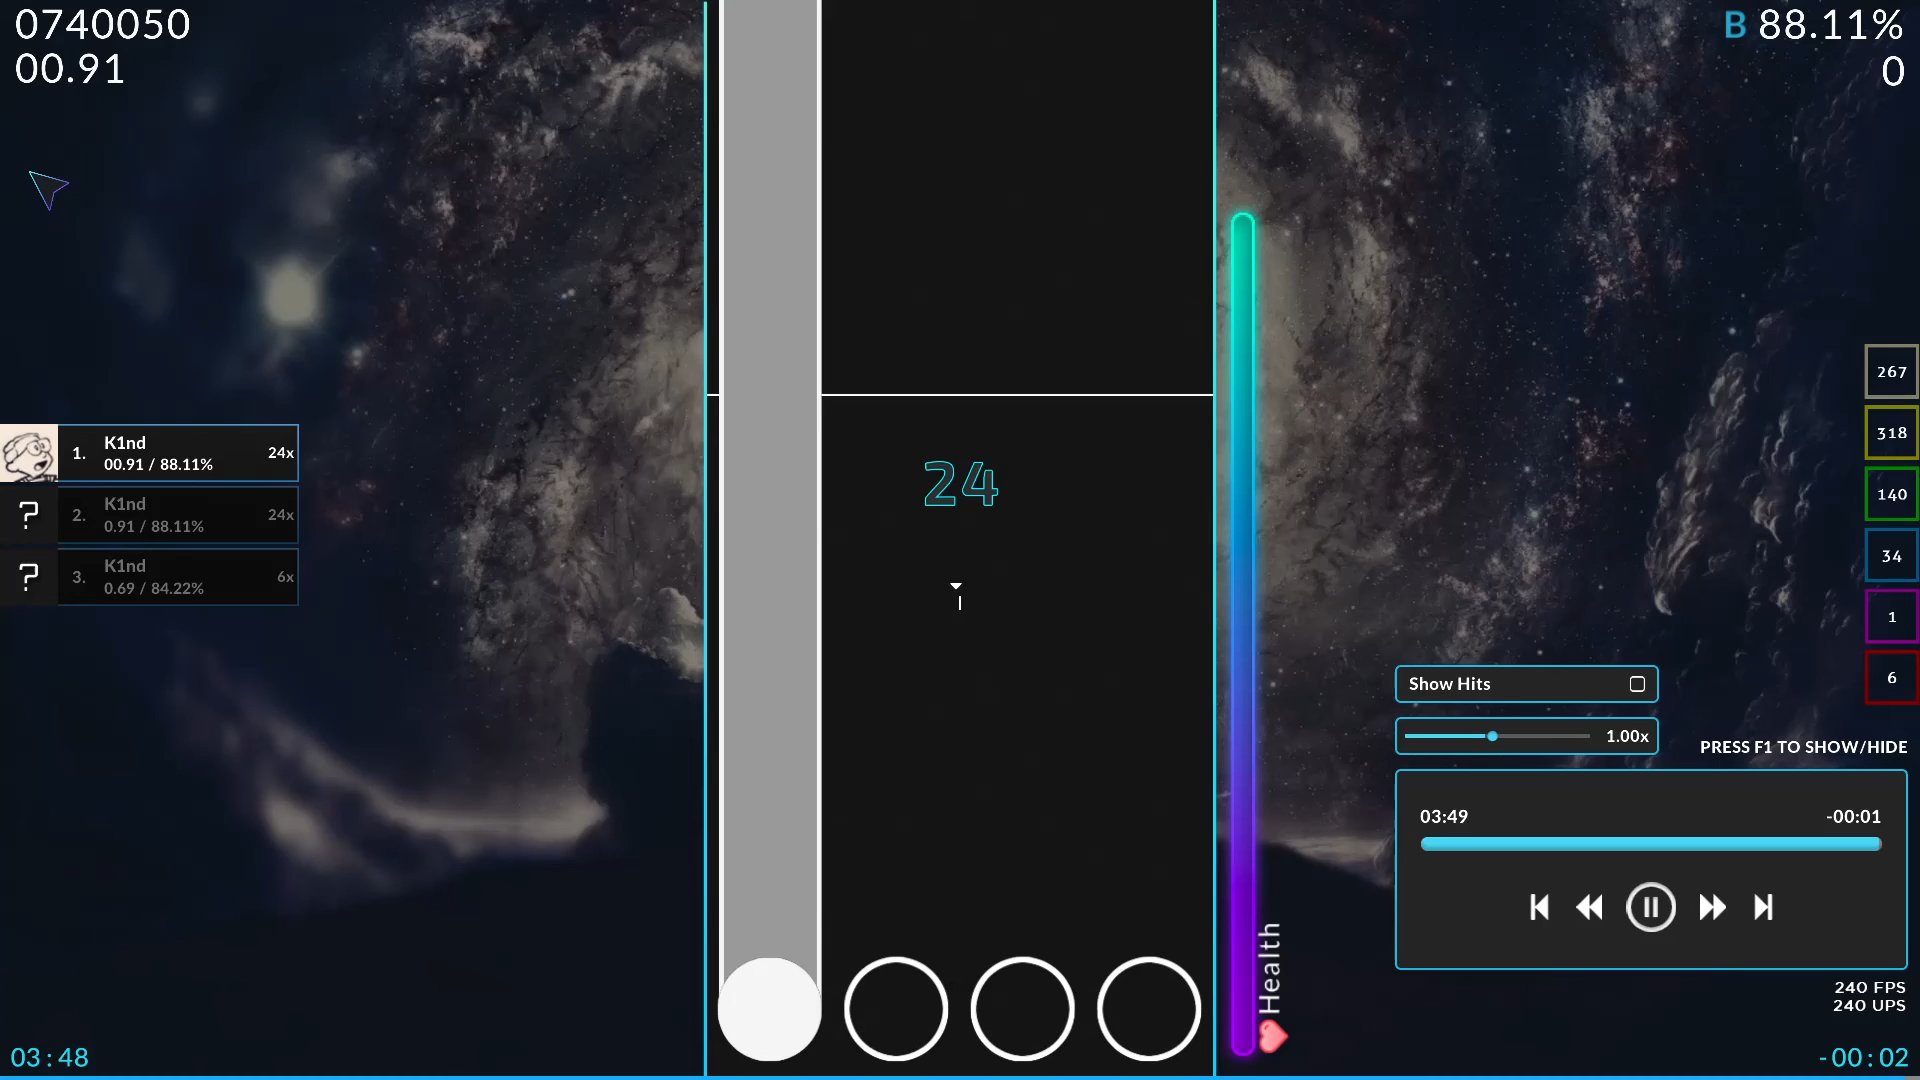 0740050
00.91
B 88.11%
0
1. K1nd 24x
00.91 / 88.11%
? 2. K1nd 24x
0.91 / 88.11%
? 3. K1nd 6x
0.69 / 84.22%
24
Health
267
318
140
34
1
6
Show Hits
1.00x
PRESS F1 TO SHOW/HIDE
03:49 -00:01
240 FPS
240 UPS
03:48
-00:02